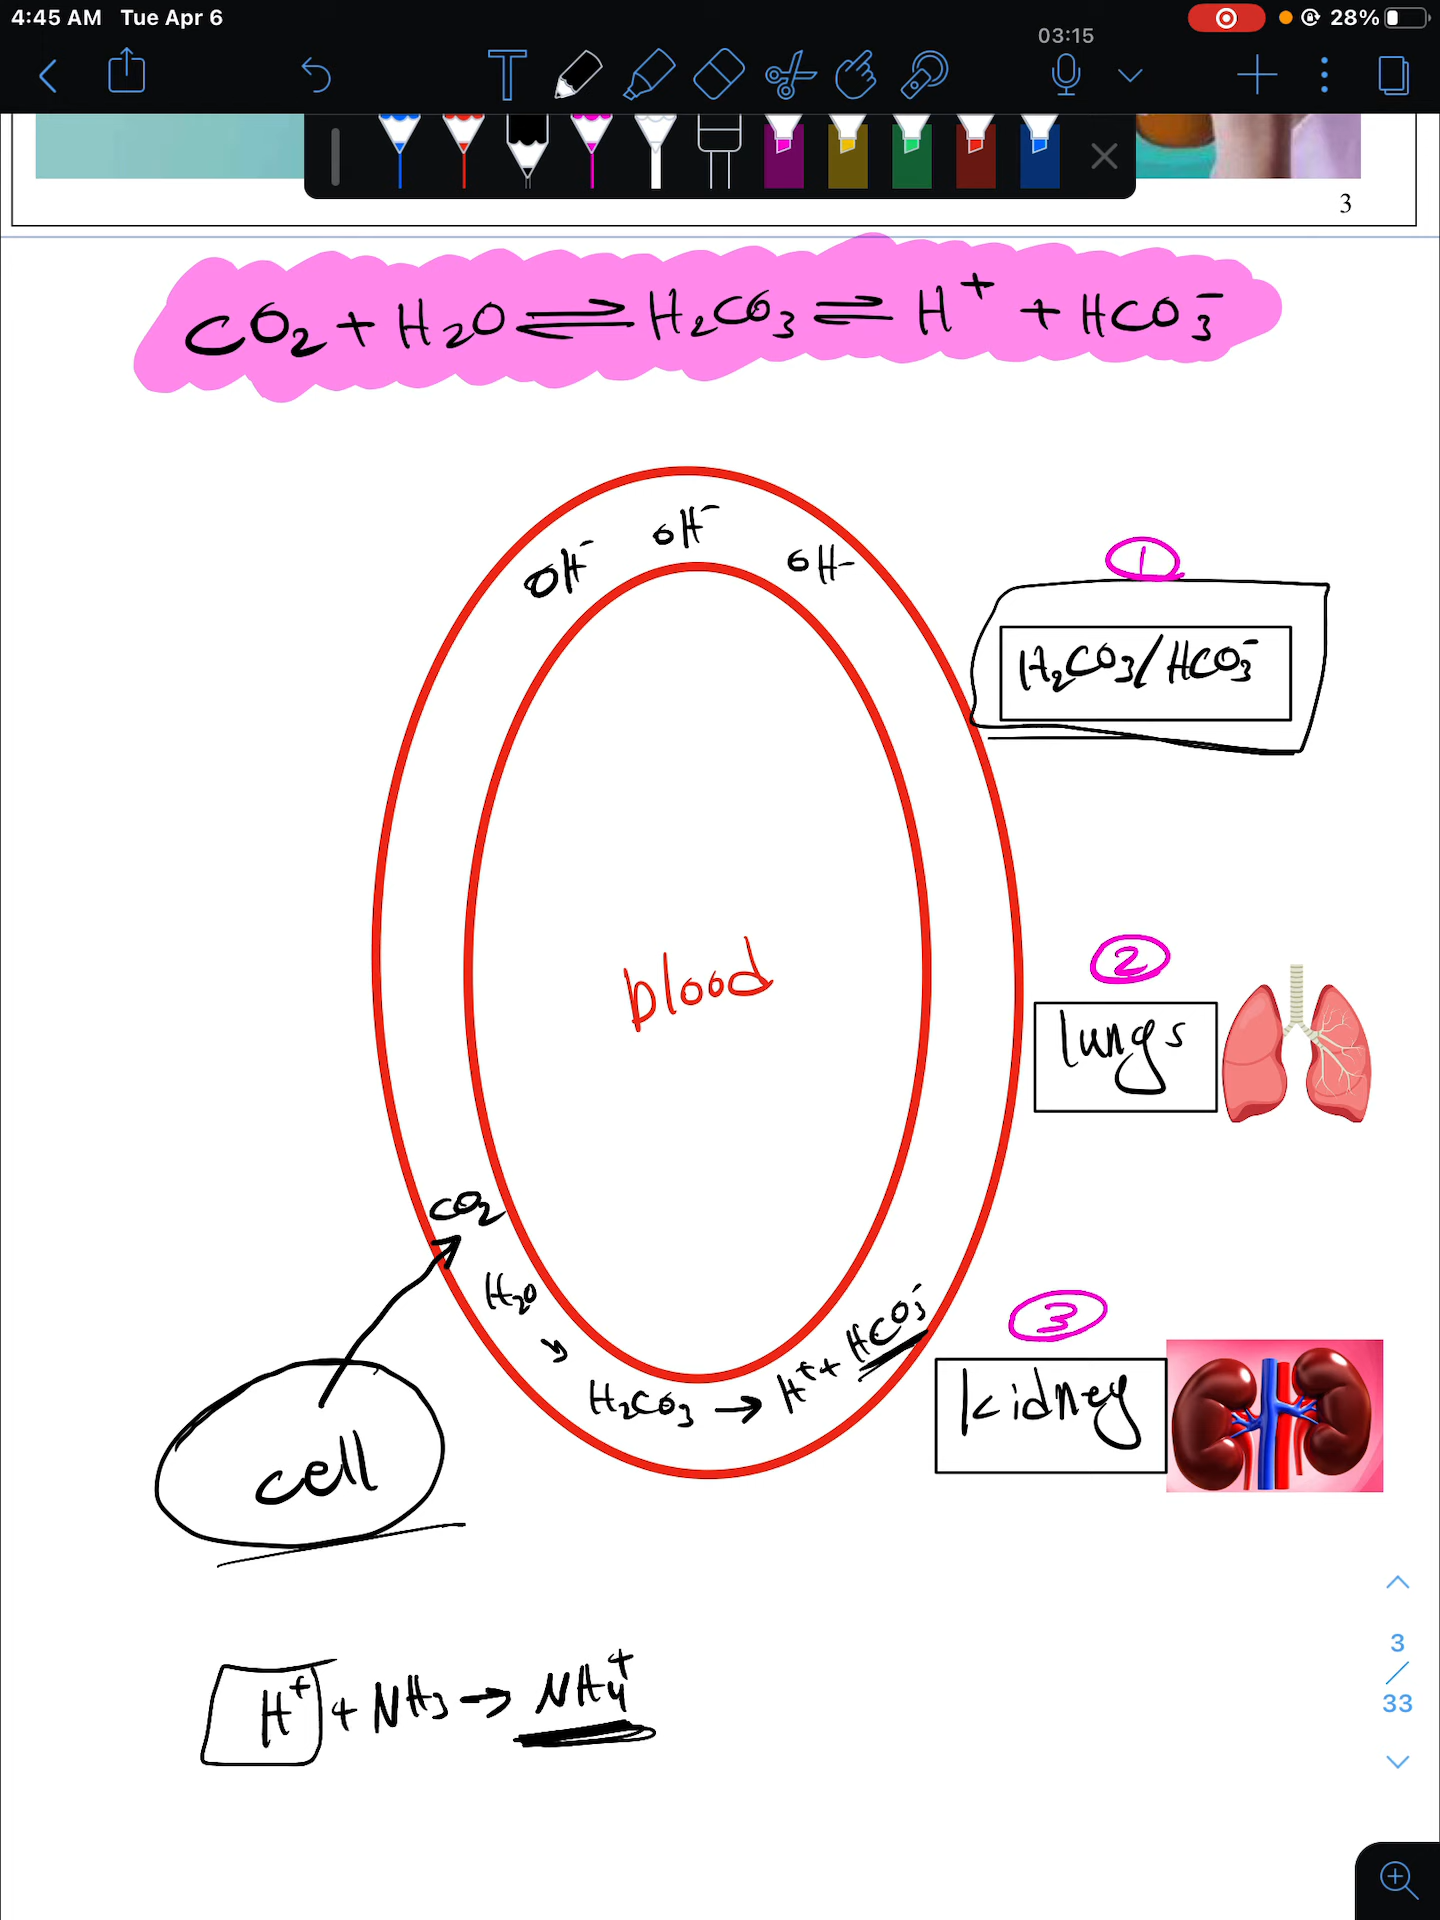 4:45 AM Tue Apr 6
28%
03:15
3
CO₂ + H₂O ⇌ H₂CO₃ ⇌ H⁺ + HCO₃⁻
OH⁻ OH⁻ OH⁻
1
H₂CO₃/HCO₃⁻
blood
2
lungs
CO₂
H₂O
→
H₂CO₃ → H⁺ + HCO₃⁻
3
kidney
cell
H⁺ + NH₃ → NH₄⁺
3
/
33